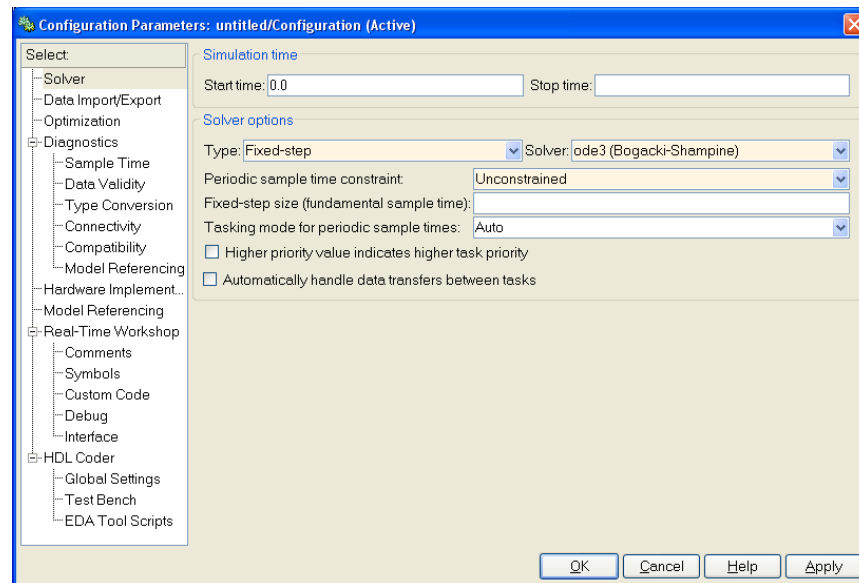 Configuration Parameters: untitled/Configuration (Active)
Select:
Solver
Data Import/Export
Optimization
Diagnostics
Sample Time
Data Validity
Type Conversion
Connectivity
Compatibility
Model Referencing
Hardware Implement...
Model Referencing
Real-Time Workshop
Comments
Symbols
Custom Code
Debug
Interface
HDL Coder
Global Settings
Test Bench
EDA Tool Scripts
Simulation time
Start time: 0.0 Stop time:
Solver options
Type: Fixed-step Solver: ode3 (Bogacki-Shampine)
Periodic sample time constraint: Unconstrained
Fixed-step size (fundamental sample time):
Tasking mode for periodic sample times: Auto
Higher priority value indicates higher task priority
Automatically handle data transfers between tasks
OK Cancel Help Apply